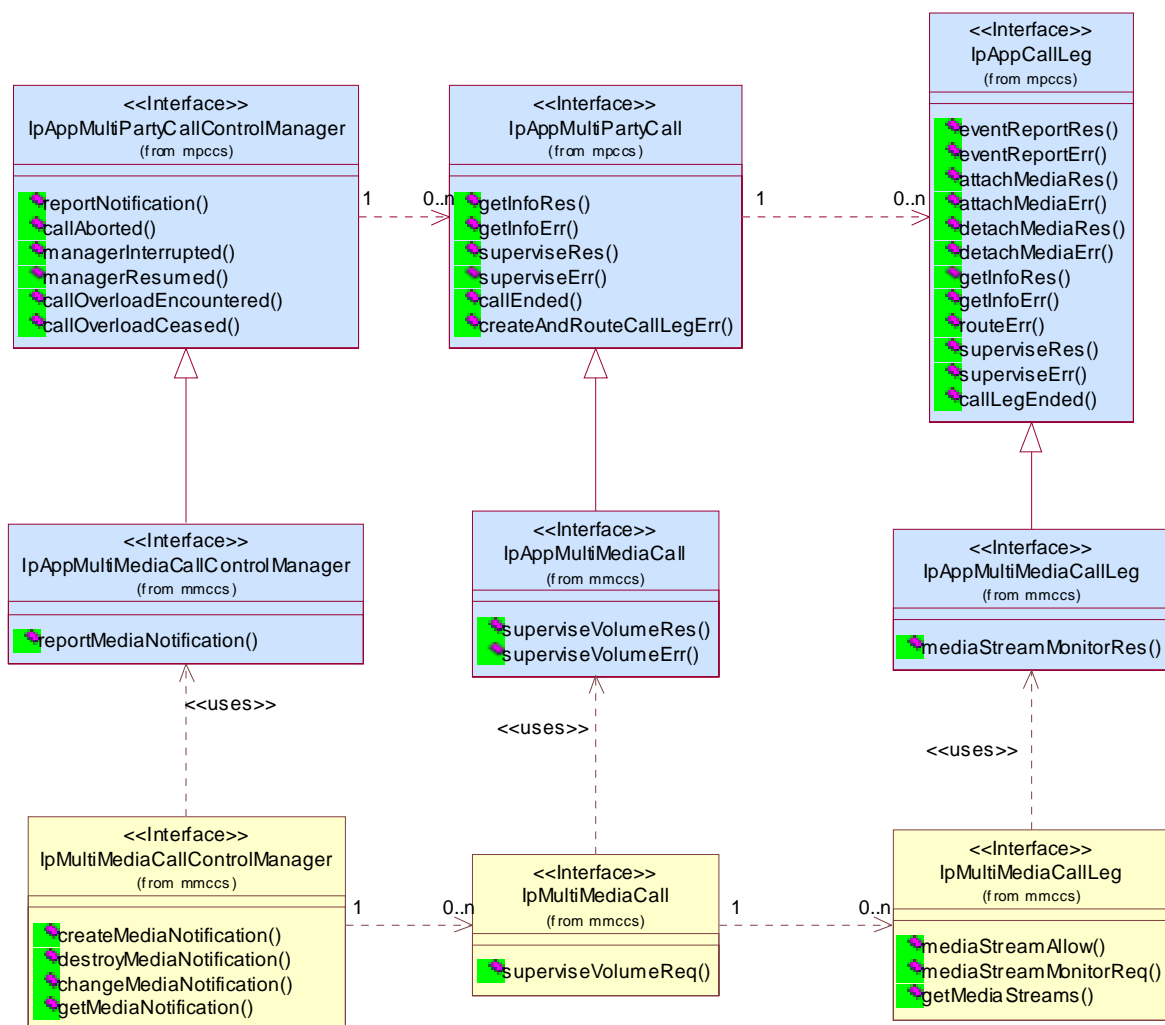 <<Interface>>
IpAppCallLeg
(from mpccs)
eventReportRes()
eventReportErr()
attachMediaRes()
attachMediaErr()
detachMediaRes()
detachMediaErr()
getInfoRes()
getInfoErr()
routeErr()
superviseRes()
superviseErr()
callLegEnded()
<<Interface>>
IpAppMultiPartyCallControlManager
(from mpccs)
reportNotification()
callAborted()
managerInterrupted()
managerResumed()
callOverloadEncountered()
callOverloadCeased()
1
0..n
<<Interface>>
IpAppMultiPartyCall
(from mpccs)
getInfoRes()
getInfoErr()
superviseRes()
superviseErr()
callEnded()
createAndRouteCallLegErr()
1
0..n
<<Interface>>
IpAppMultiMediaCallControlManager
(from mmccs)
reportMediaNotification()
<<Interface>>
IpAppMultiMediaCall
(from mmccs)
superviseVolumeRes()
superviseVolumeErr()
<<Interface>>
IpAppMultiMediaCallLeg
(from mmccs)
mediaStreamMonitorRes()
<<uses>>
<<uses>>
<<uses>>
<<Interface>>
IpMultiMediaCallControlManager
(from mmccs)
createMediaNotification()
destroyMediaNotification()
changeMediaNotification()
getMediaNotification()
1
0..n
<<Interface>>
IpMultiMediaCall
(from mmccs)
superviseVolumeReq()
1
0..n
<<Interface>>
IpMultiMediaCallLeg
(from mmccs)
mediaStreamAllow()
mediaStreamMonitorReq()
getMediaStreams()